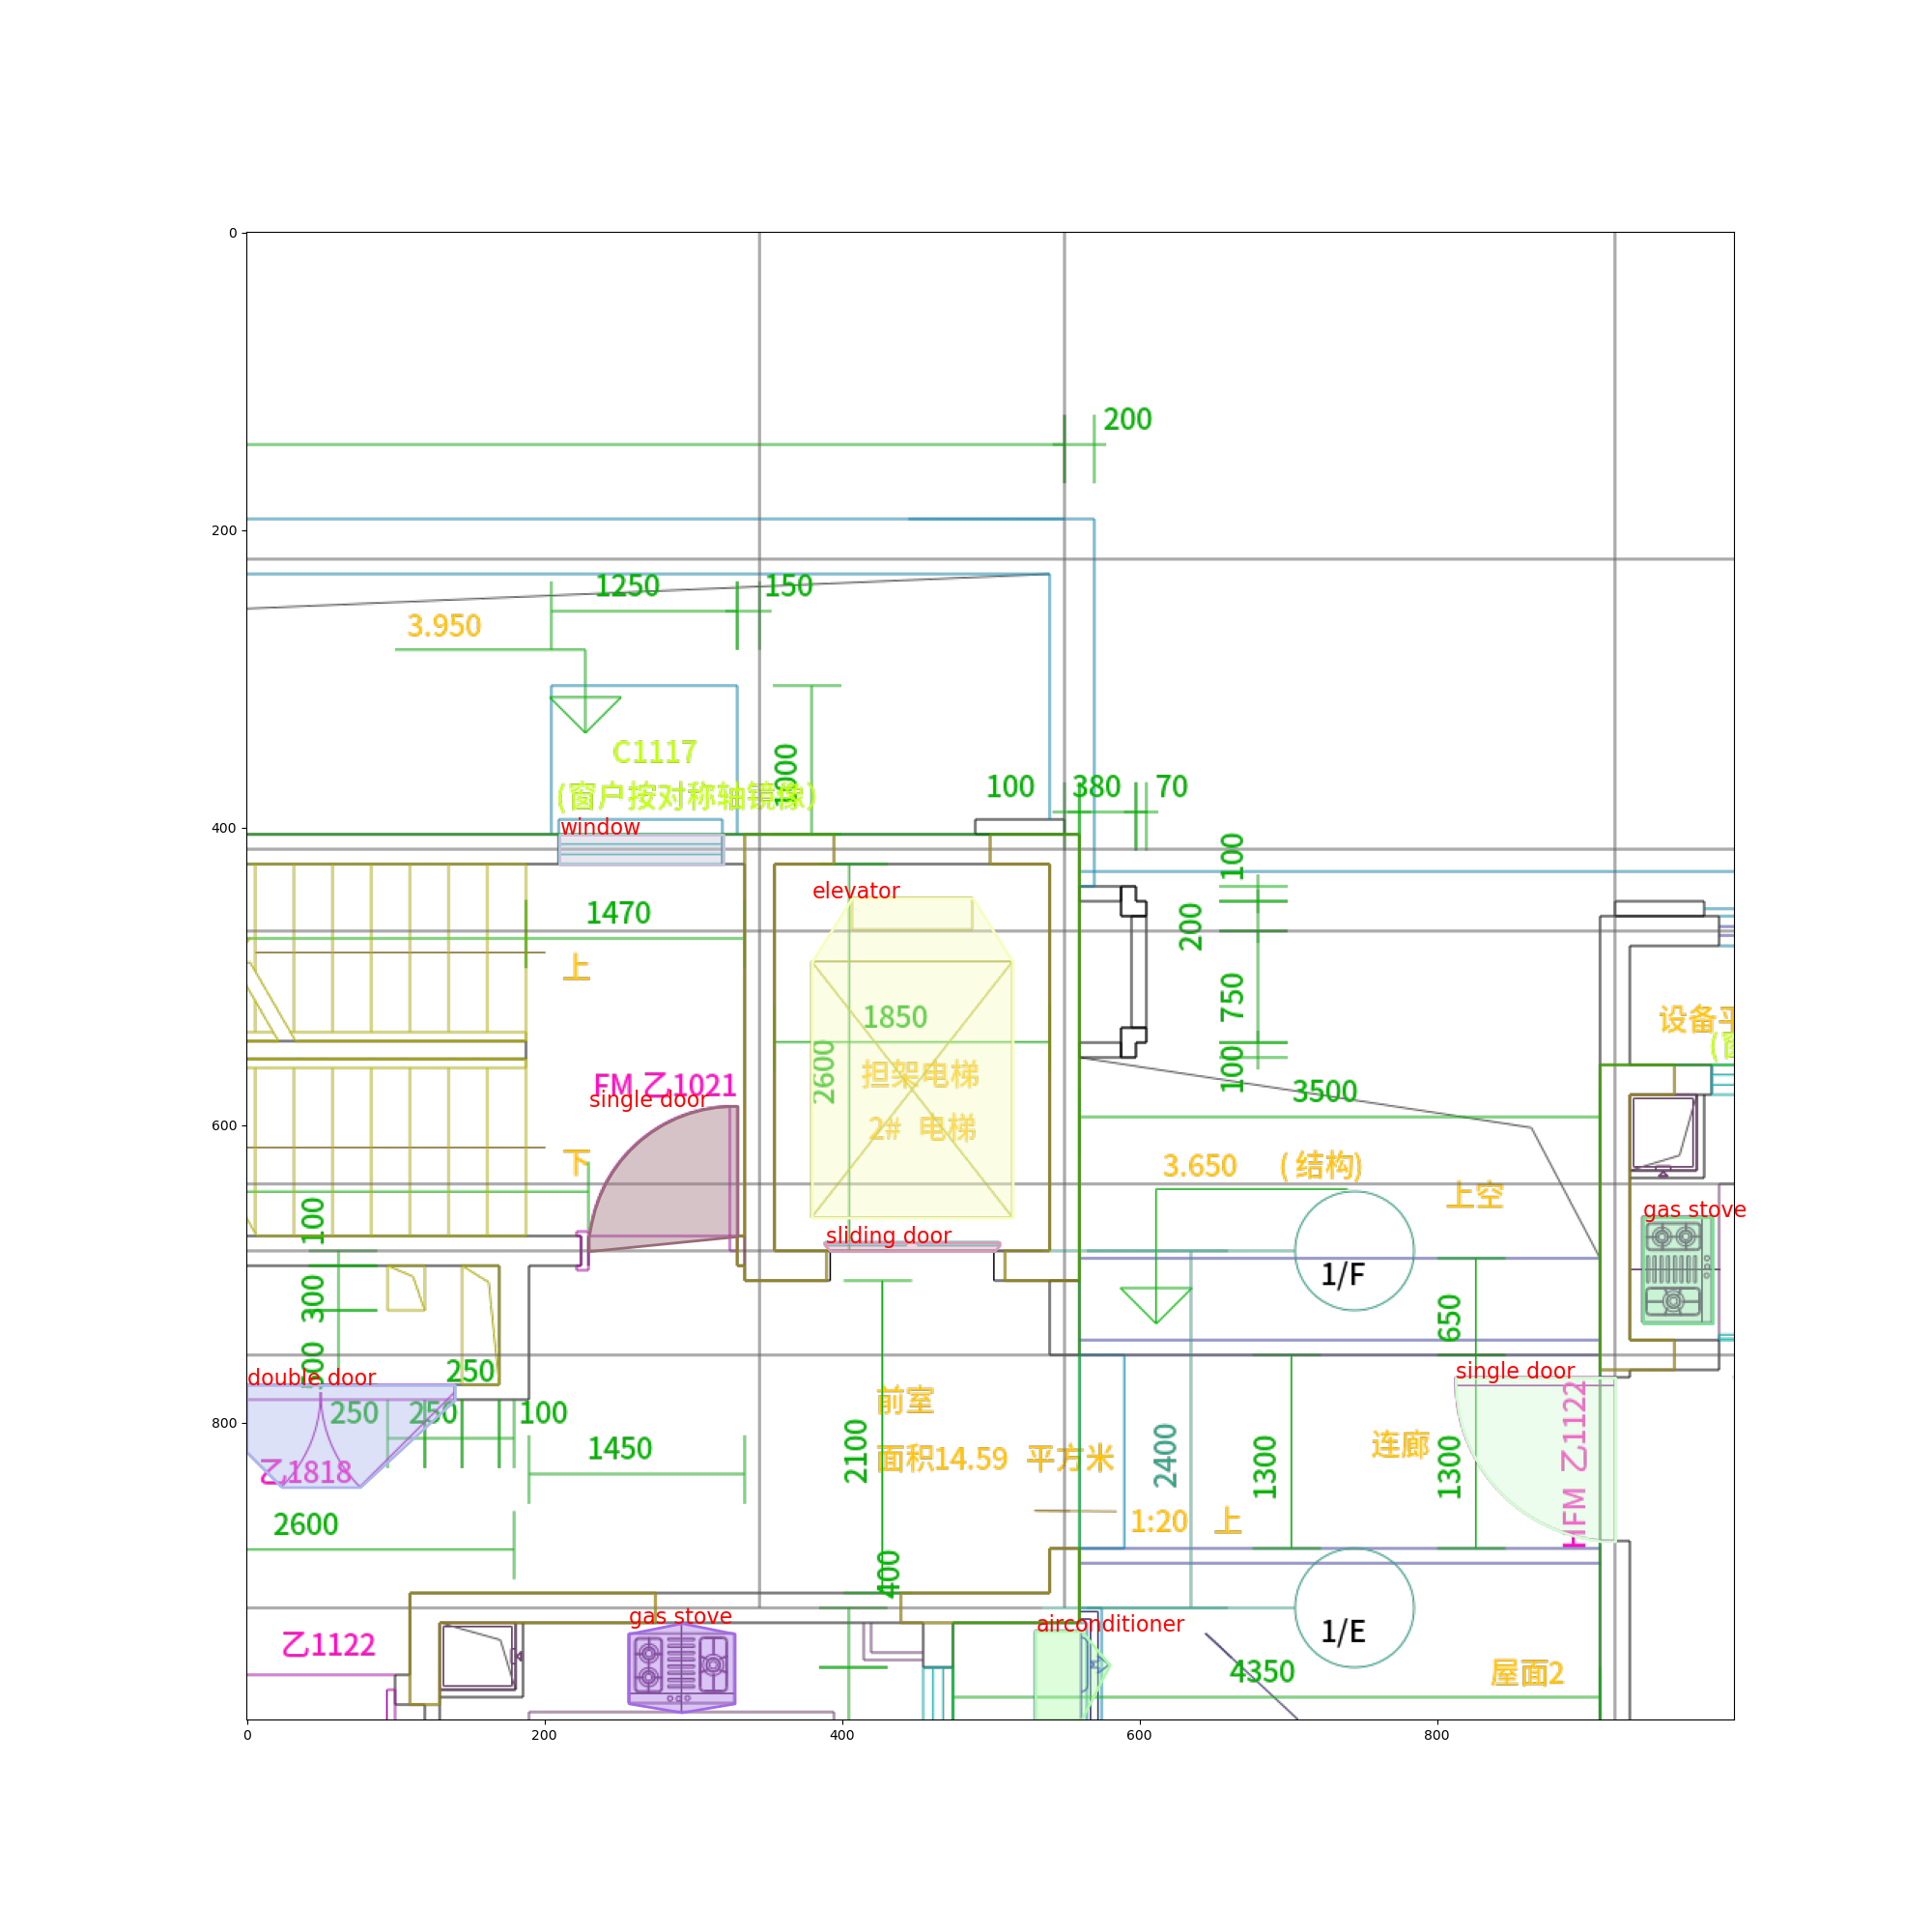 0
200
400
600
800
0
200
400
600
800
200
1250
150
3.950
C1117
(窗户按对称轴镜像)
100
380
70
window
100
elevator
1470
200
上
750
设备平
1850
2600
担架电梯
100
FM 乙1021
single door
3500
2# 电梯
下
3.650 (结构)
上空
100
sliding door
gas stove
1/F
300
650
250
double door
single door
250
250
100
前室
HFM 乙1122
连廊
1450
2100
面积14.59 平方米
2400
1300
1300
乙1818
1:20 上
2600
400
gas stove
airconditioner
乙1122
1/E
4350
屋面2